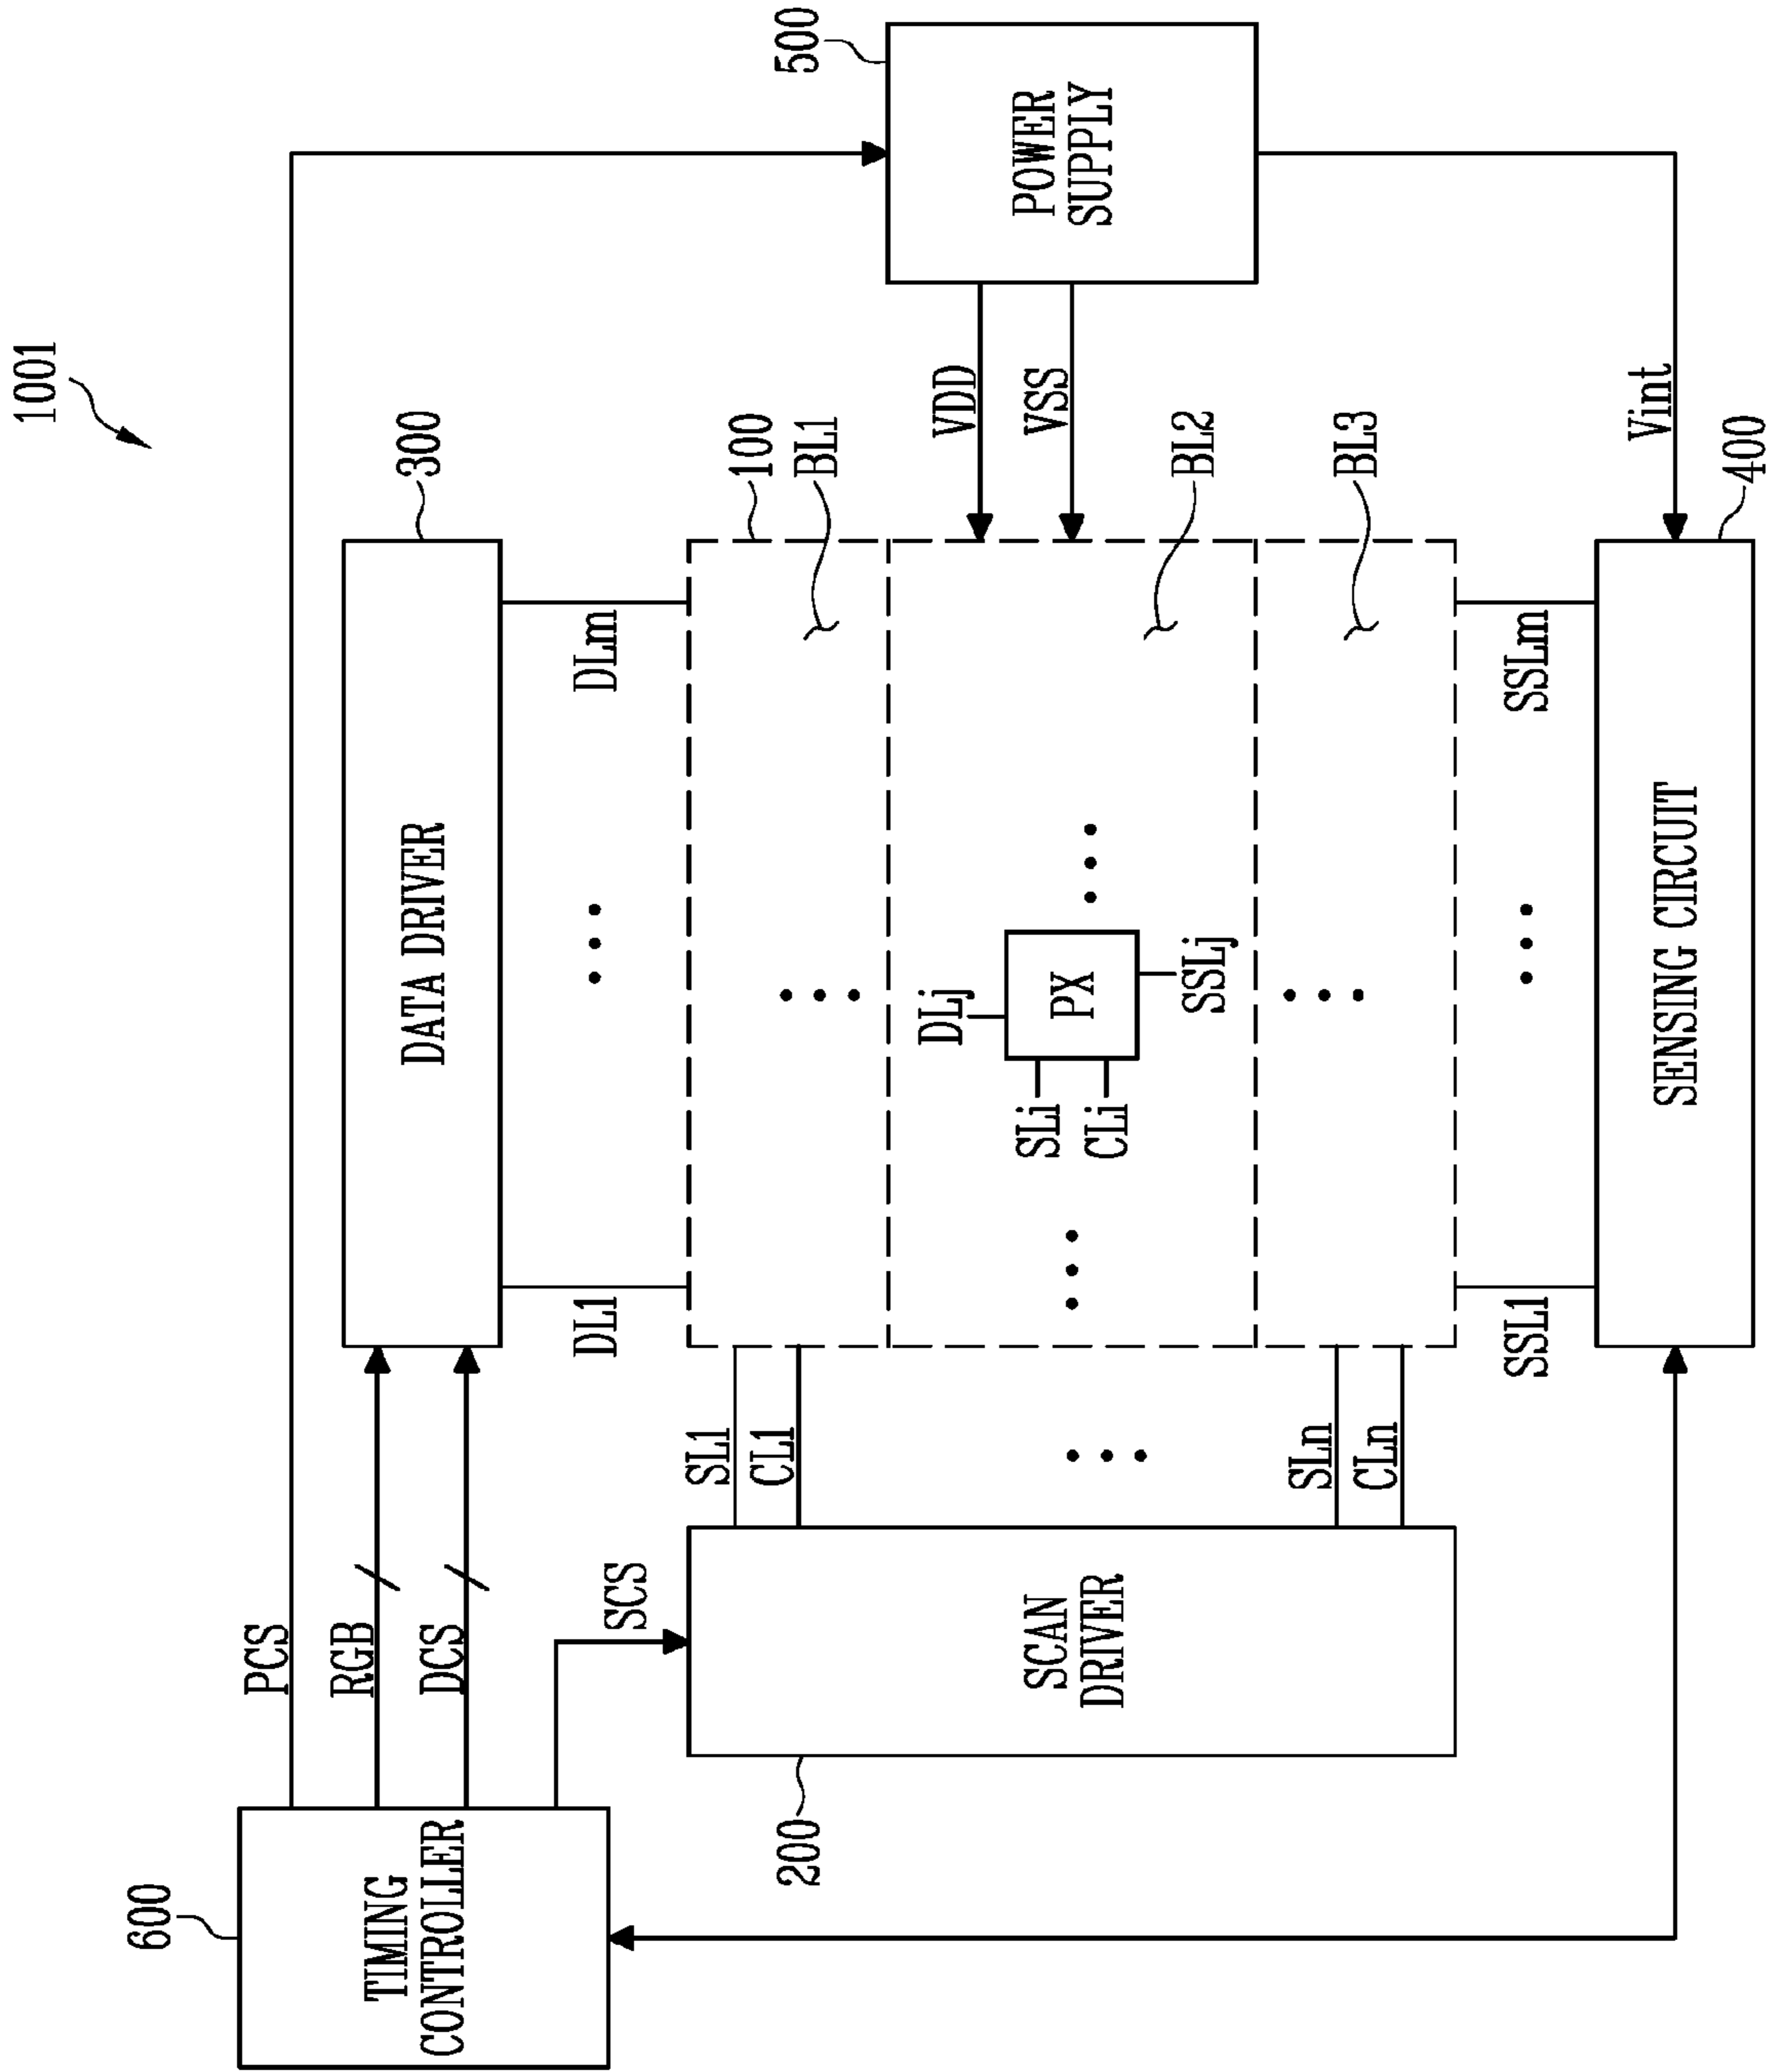 1001
600
TIMING
CONTROLLER
PCS
RGB
DCS
SCS
300
DATA DRIVER
DL1
DLm
• • •
200
SCAN
DRIVER
SL1
CL1
• • •
SLn
CLn
100
BL1
BL2
BL3
• • •
• • •
DLj
SLi
CLi
PX
SSLj
• • •
• • •
VDD
VSS
500
POWER
SUPPLY
Vint
SSL1
• • •
SSLm
400
SENSING CIRCUIT